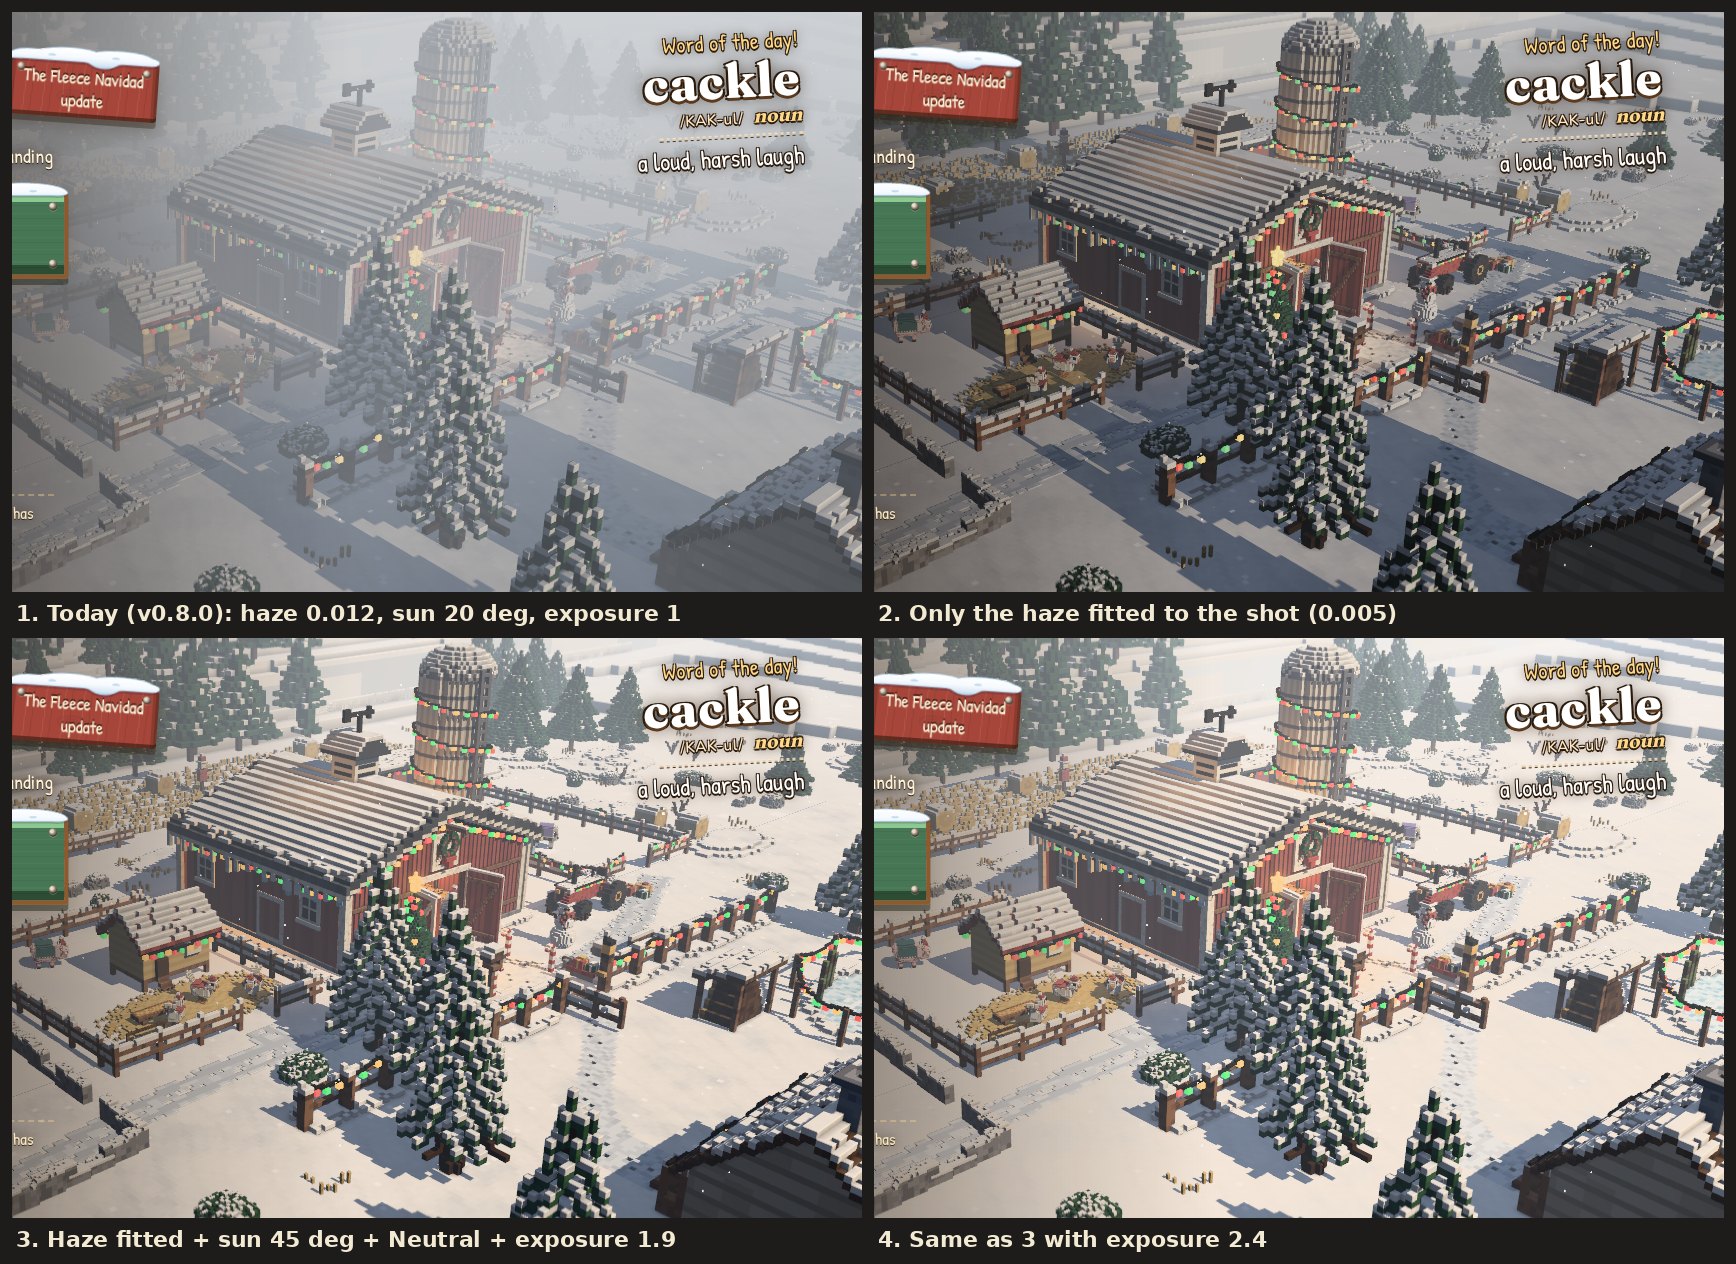 The Fleece Navidad
update
Word of the day!
cackle
/KAK-ul/ noun
a loud, harsh laugh
nding
has
1. Today (v0.8.0): haze 0.012, sun 20 deg, exposure 1
The Fleece Navidad
update
Word of the day!
cackle
/KAK-ul/ noun
a loud, harsh laugh
nding
has
2. Only the haze fitted to the shot (0.005)
The Fleece Navidad
update
Word of the day!
cackle
/KAK-ul/ noun
a loud, harsh laugh
nding
has
3. Haze fitted + sun 45 deg + Neutral + exposure 1.9
The Fleece Navidad
update
Word of the day!
cackle
/KAK-ul/ noun
a loud, harsh laugh
nding
has
4. Same as 3 with exposure 2.4